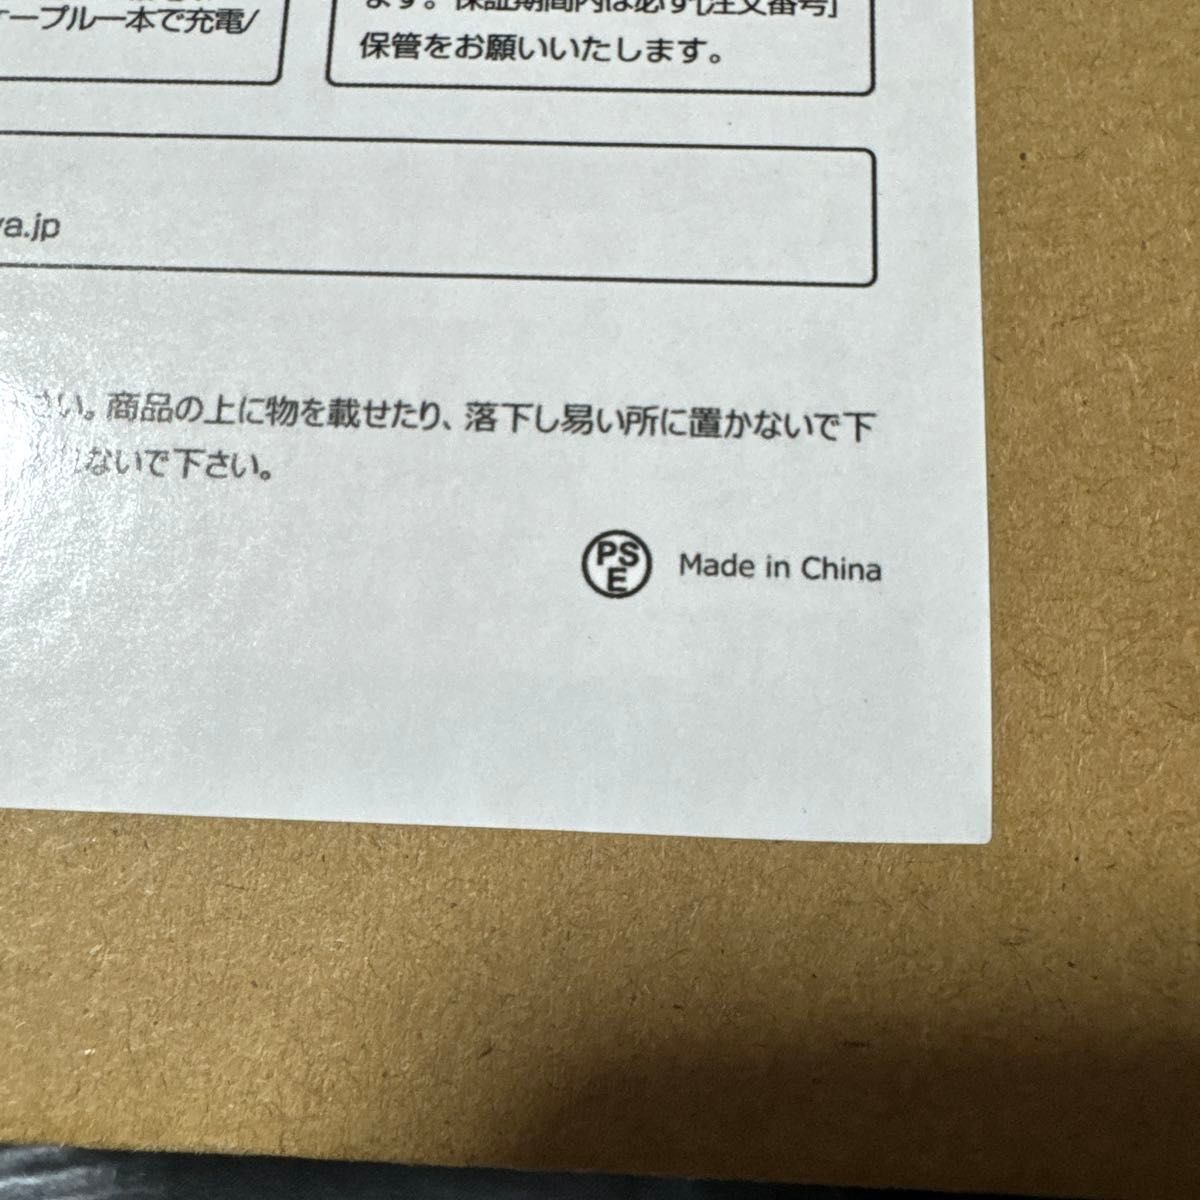 ケーブル一本で充電/
ます。保証期間内は必ず[注文番号]
保管をお願いいたします。
ya.jp
さい。商品の上に物を載せたり、落下し易い所に置かないで下
ないで下さい。
PSE Made in China